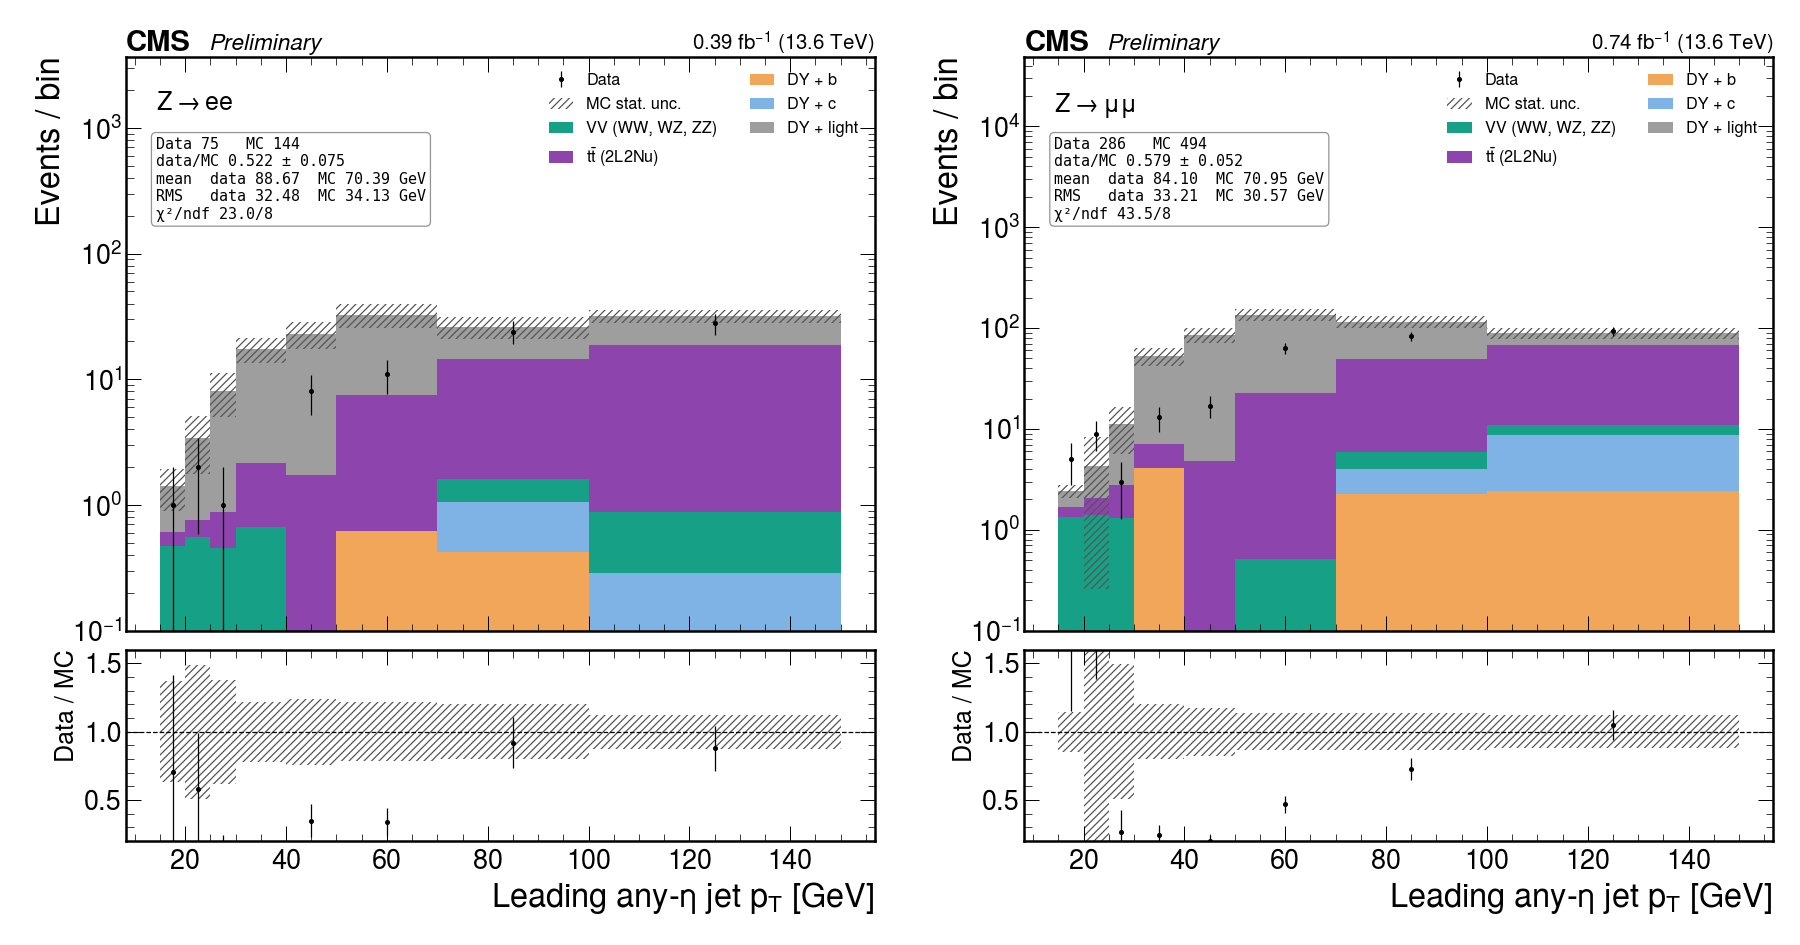 CMS Preliminary 0.39 fb⁻¹ (13.6 TeV)
Events / bin
Z → ee
Data
MC stat. unc.
VV (WW, WZ, ZZ)
tt̄ (2L2Nu)
DY + b
DY + c
DY + light
Data 75 MC 144
data/MC 0.522 ± 0.075
mean data 88.67 MC 70.39 GeV
RMS data 32.48 MC 34.13 GeV
χ²/ndf 23.0/8
10³
10²
10¹
10⁰
10⁻¹
Data / MC
1.5
1.0
0.5
20 40 60 80 100 120 140
Leading any-η jet p_T [GeV]
CMS Preliminary 0.74 fb⁻¹ (13.6 TeV)
Events / bin
Z → μμ
Data
MC stat. unc.
VV (WW, WZ, ZZ)
tt̄ (2L2Nu)
DY + b
DY + c
DY + light
Data 286 MC 494
data/MC 0.579 ± 0.052
mean data 84.10 MC 70.95 GeV
RMS data 33.21 MC 30.57 GeV
χ²/ndf 43.5/8
10⁴
10³
10²
10¹
10⁰
10⁻¹
Data / MC
1.5
1.0
0.5
20 40 60 80 100 120 140
Leading any-η jet p_T [GeV]